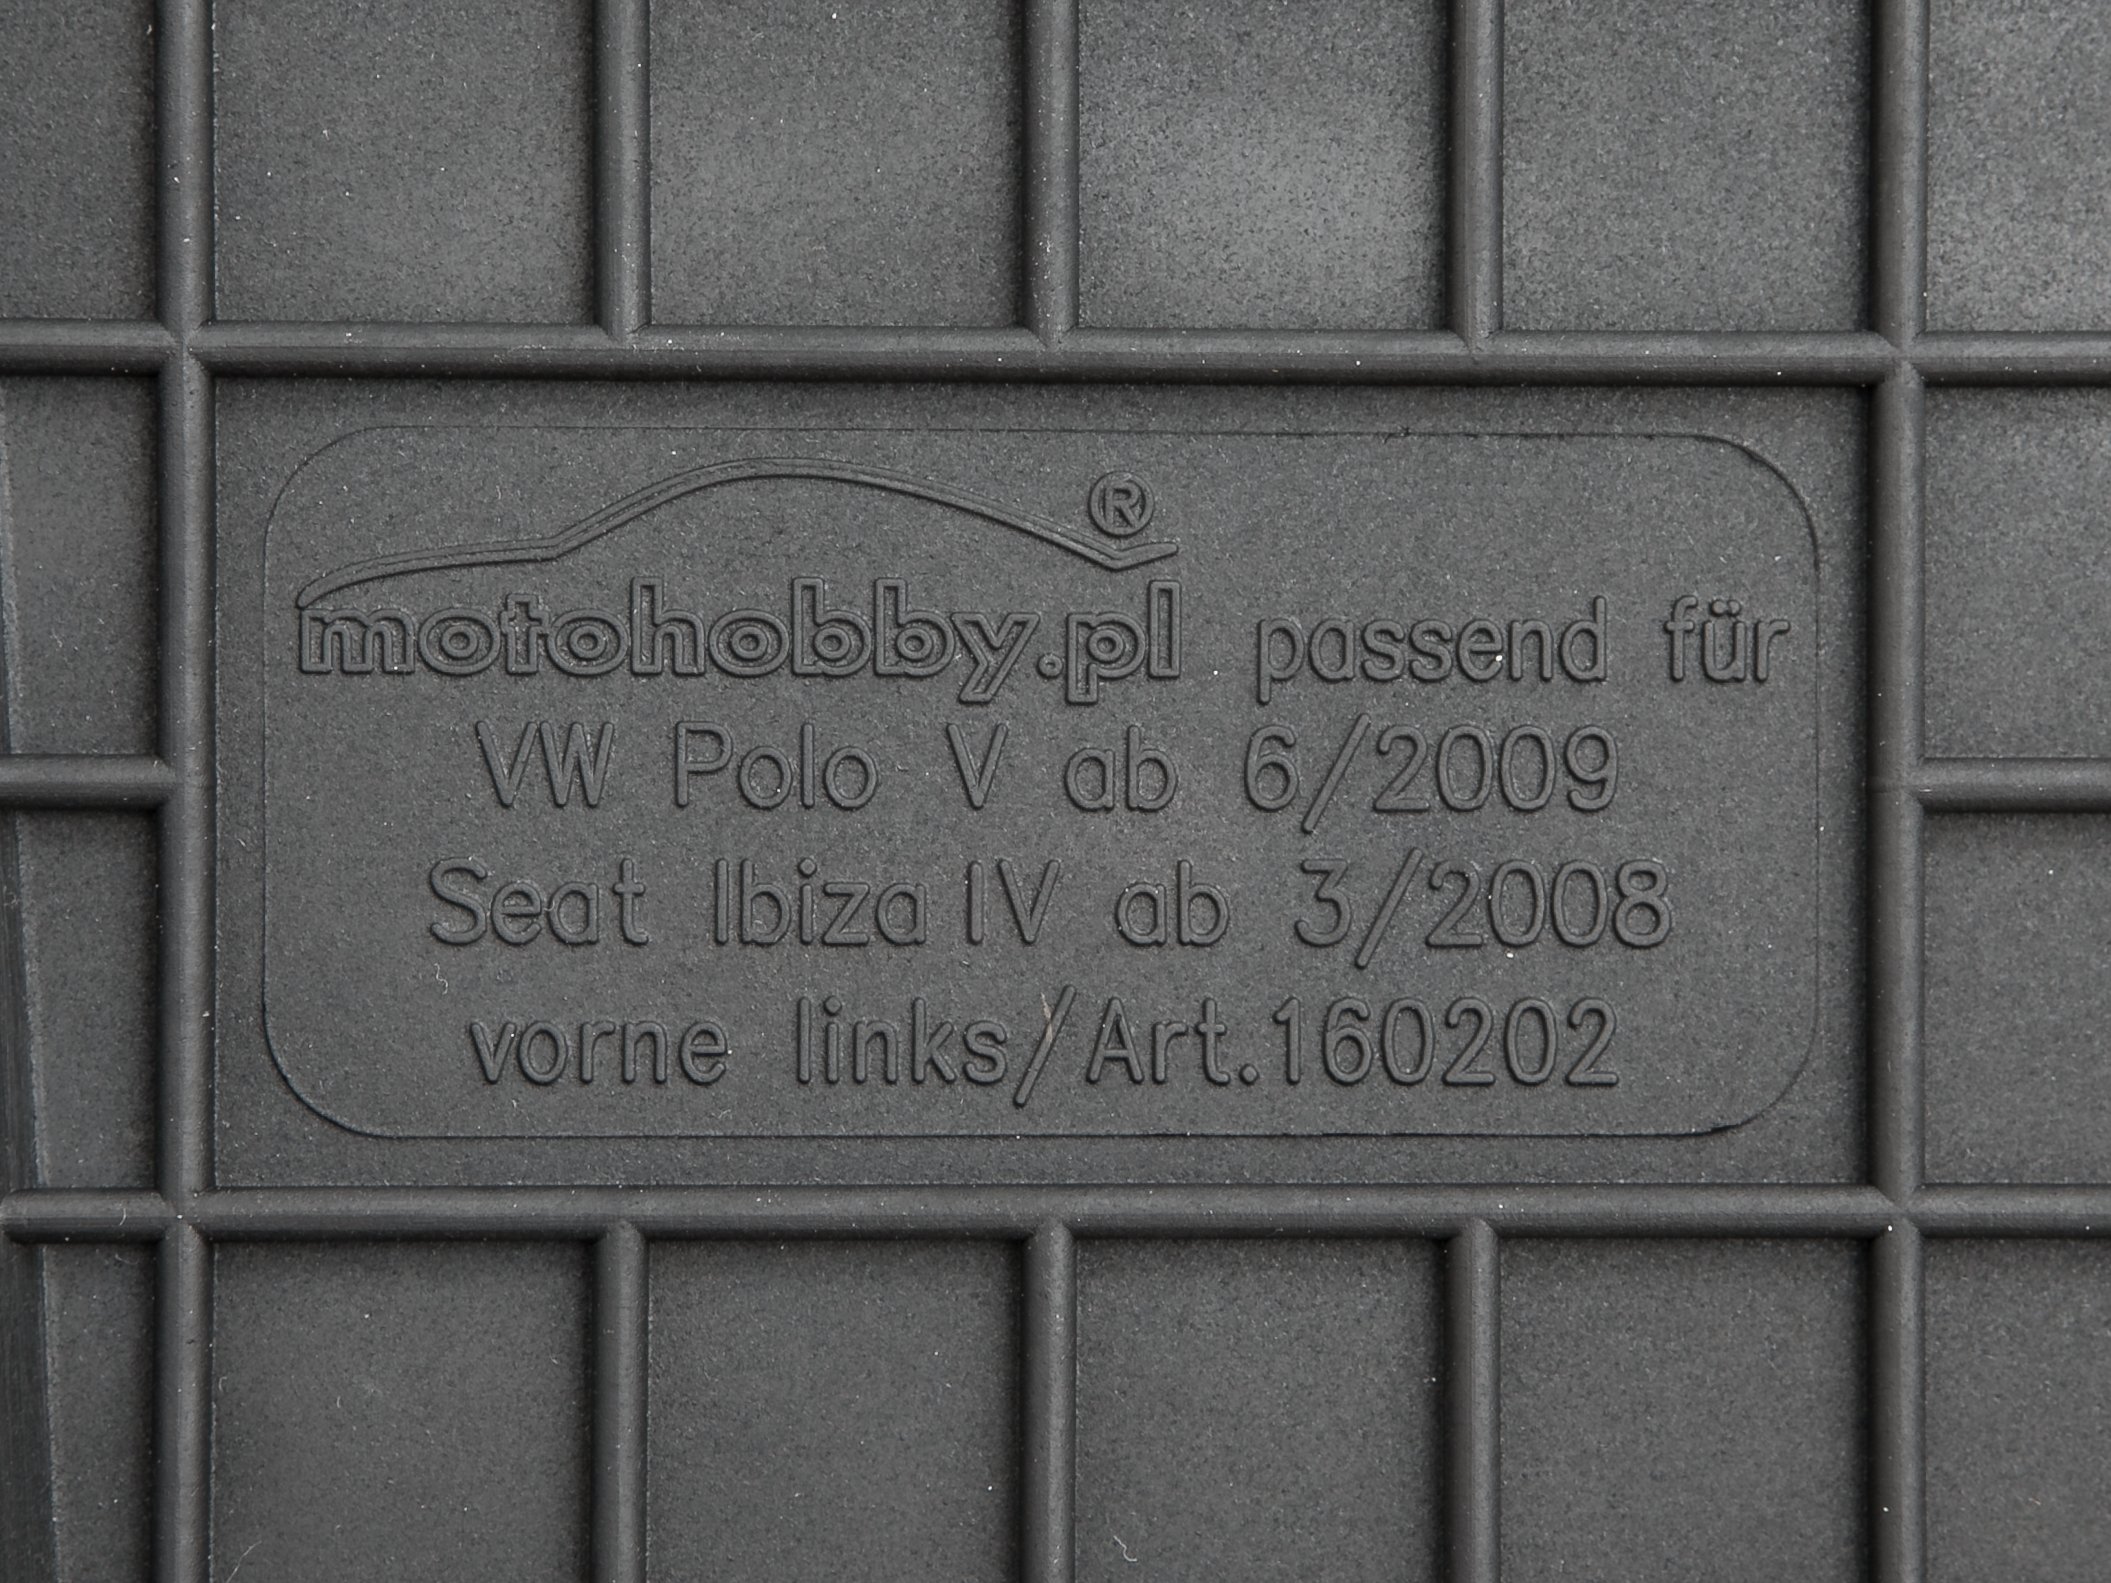 motohobby.pl® passend für
VW Polo V ab 6/2009
Seat Ibiza IV ab 3/2008
vorne links/Art.160202